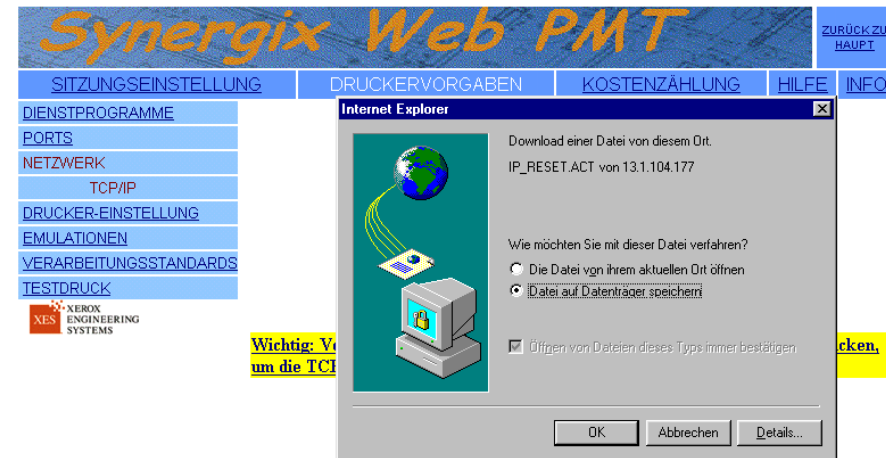 Synergix Web PMT
ZURÜCK ZU
HAUPT
SITZUNGSEINSTELLUNG DRUCKERVORGABEN KOSTENZÄHLUNG HILFE INFO
DIENSTPROGRAMME
PORTS
NETZWERK
TCP/IP
DRUCKER-EINSTELLUNG
EMULATIONEN
VERARBEITUNGSSTANDARDS
TESTDRUCK
XES
XEROX
ENGINEERING
SYSTEMS
Internet Explorer
Download einer Datei von diesem Ort.
IP_RESET.ACT von 13.1.104.177
Wie möchten Sie mit dieser Datei verfahren?
Die Datei von ihrem aktuellen Ort öffnen
Datei auf Datenträger speichern
Öffnen von Dateien dieses Typs immer bestätigen
OK Abbrechen Details...
Wichtig:
um die